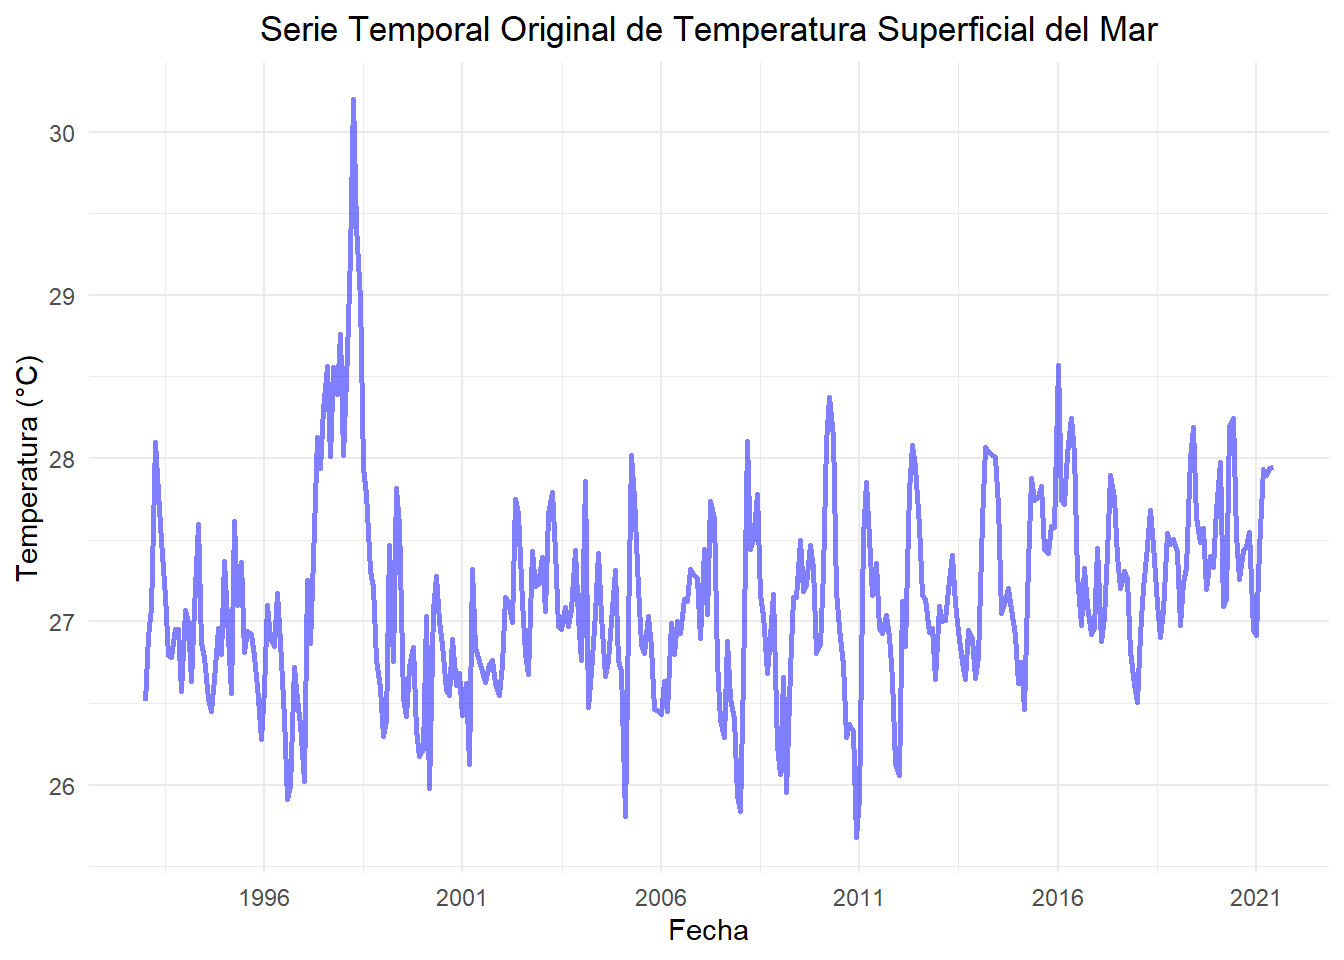 Serie Temporal Original de Temperatura Superficial del Mar
Temperatura (°C)
30
29
28
27
26
1996 2001 2006 2011 2016 2021
Fecha